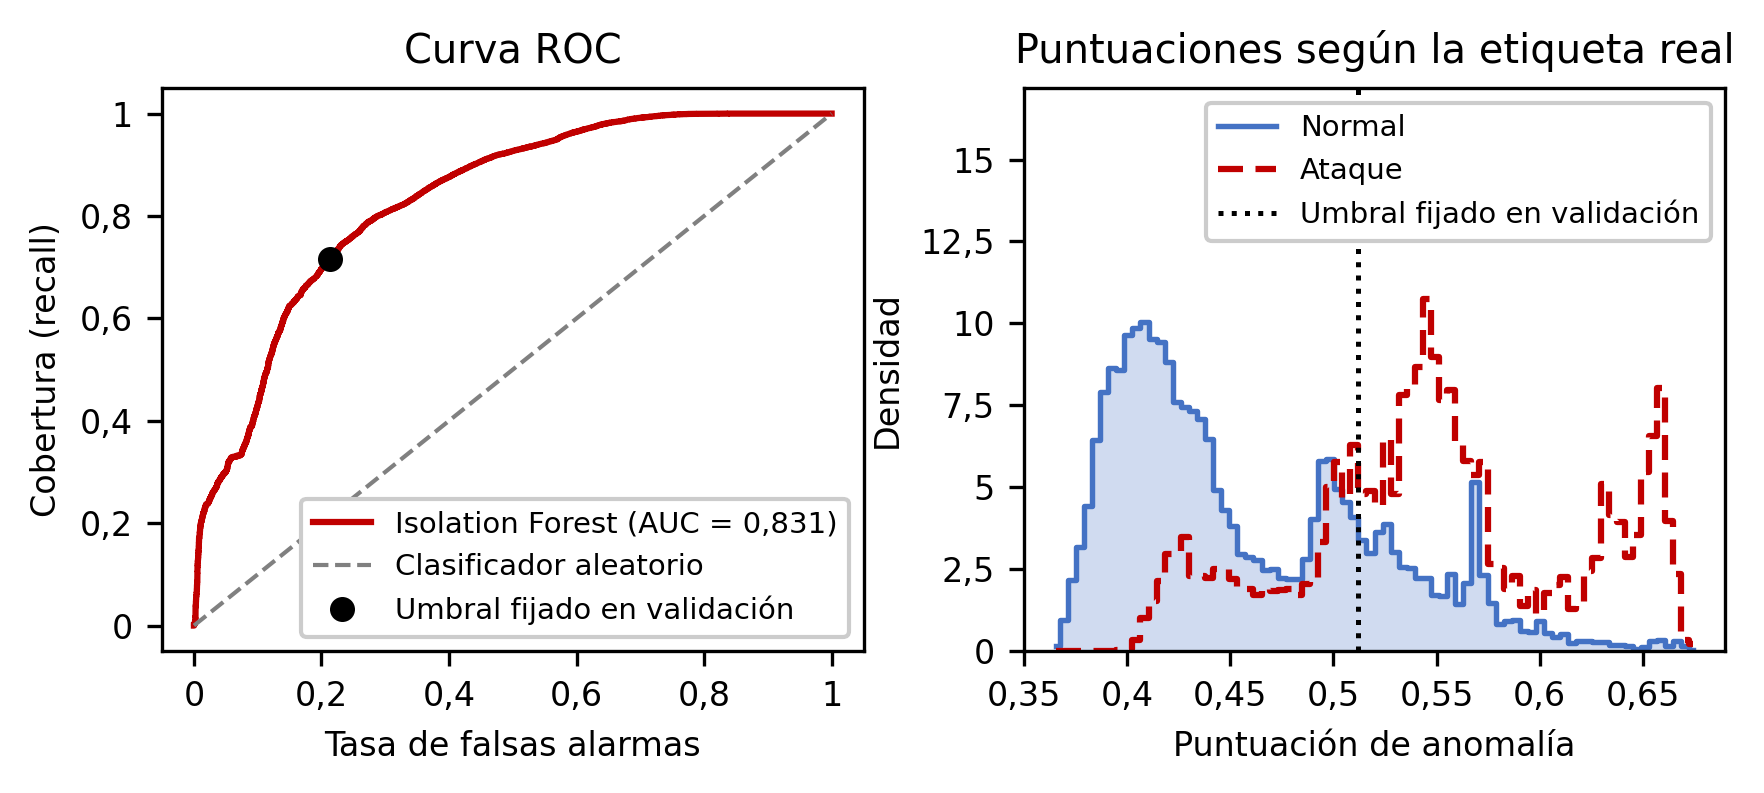 Curva ROC
Cobertura (recall)
1
0,8
0,6
0,4
0,2
0
Isolation Forest (AUC = 0,831)
Clasificador aleatorio
Umbral fijado en validación
0 0,2 0,4 0,6 0,8 1
Tasa de falsas alarmas
Puntuaciones según la etiqueta real
Densidad
15
12,5
10
7,5
5
2,5
0
Normal
Ataque
Umbral fijado en validación
0,35 0,4 0,45 0,5 0,55 0,6 0,65
Puntuación de anomalía